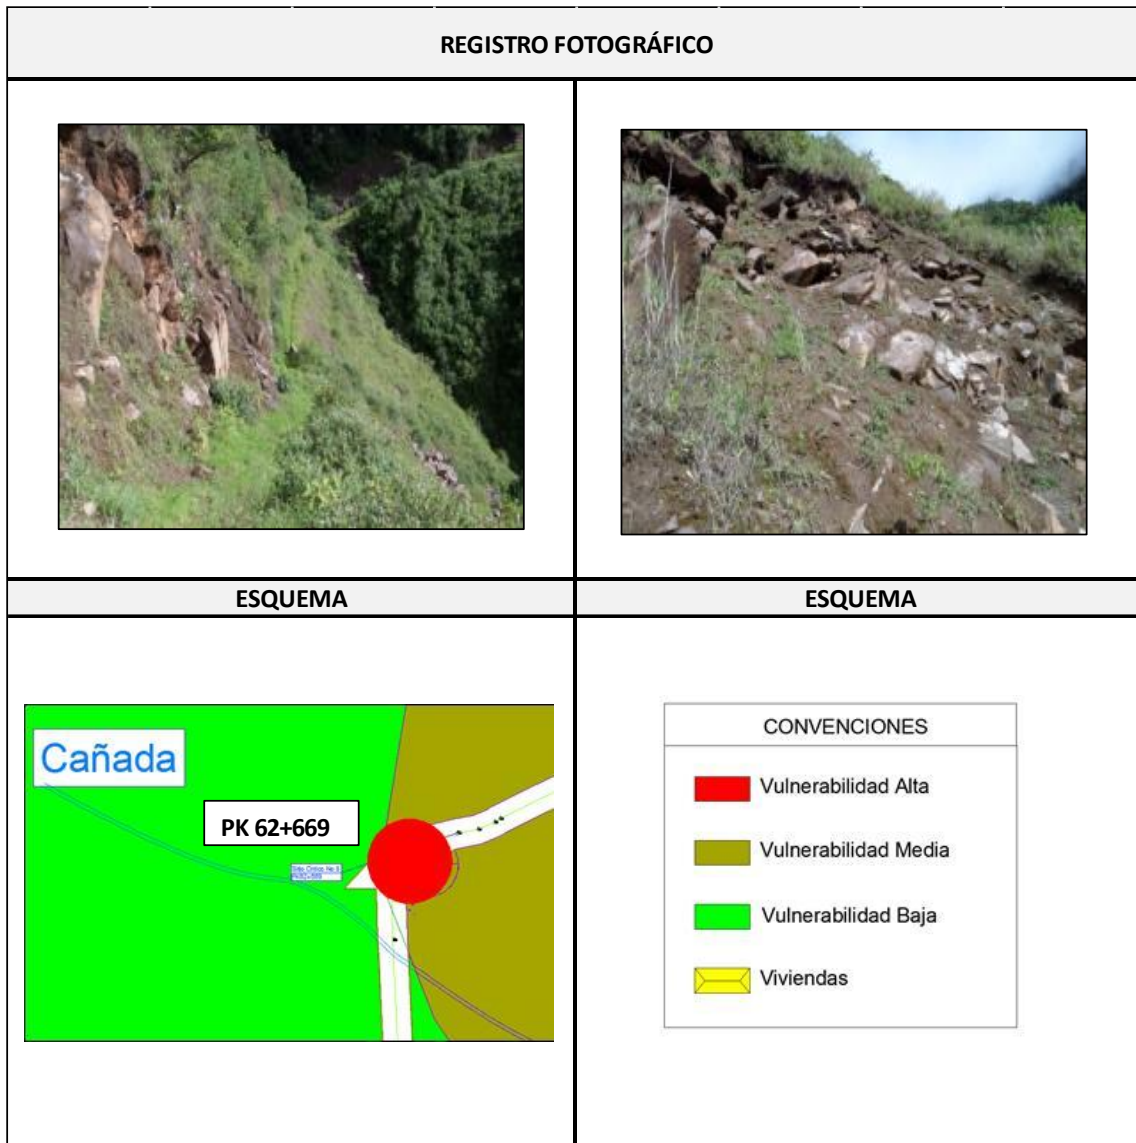 REGISTRO FOTOGRÁFICO
ESQUEMA
ESQUEMA
Cañada
PK 62+669
CONVENCIONES
Vulnerabilidad Alta
Vulnerabilidad Media
Vulnerabilidad Baja
Viviendas